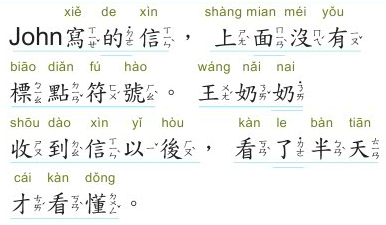 xiě de xìn shàng mian méi yǒu
John寫的信，上面沒有
biāo diǎn fú hào wáng nǎi nai
標點符號。王奶奶
shōu dào xìn yǐ hòu kàn le bàn tiān
收到信以後，看了半天
cái kàn dǒng
才看懂。